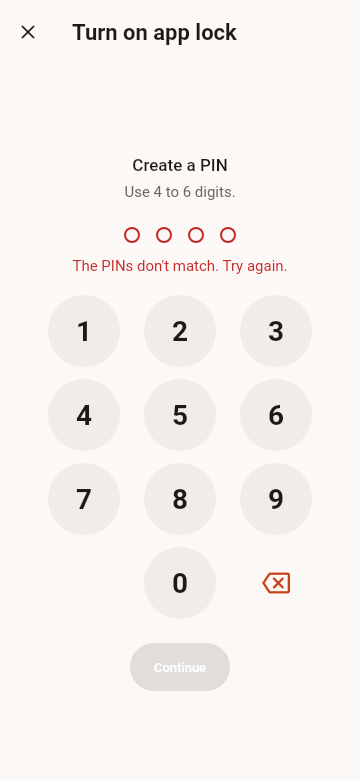 Turn on app lock
Create a PIN
Use 4 to 6 digits.
The PINs don't match. Try again.
1 2 3
4 5 6
7 8 9
0
Continue